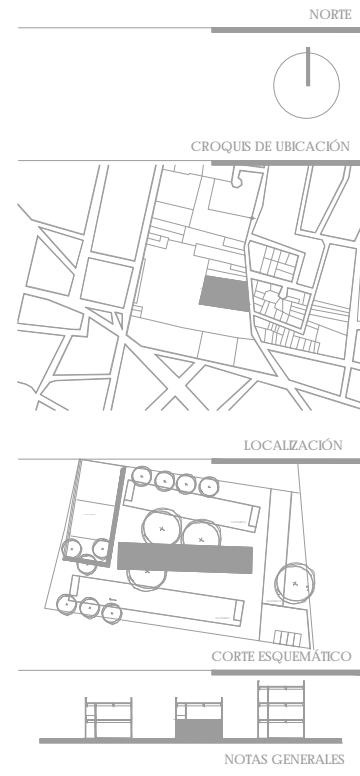 NORTE
CROQUIS DE UBICACIÓN
LOCALIZACIÓN
CORTE ESQUEMÁTICO
NOTAS GENERALES